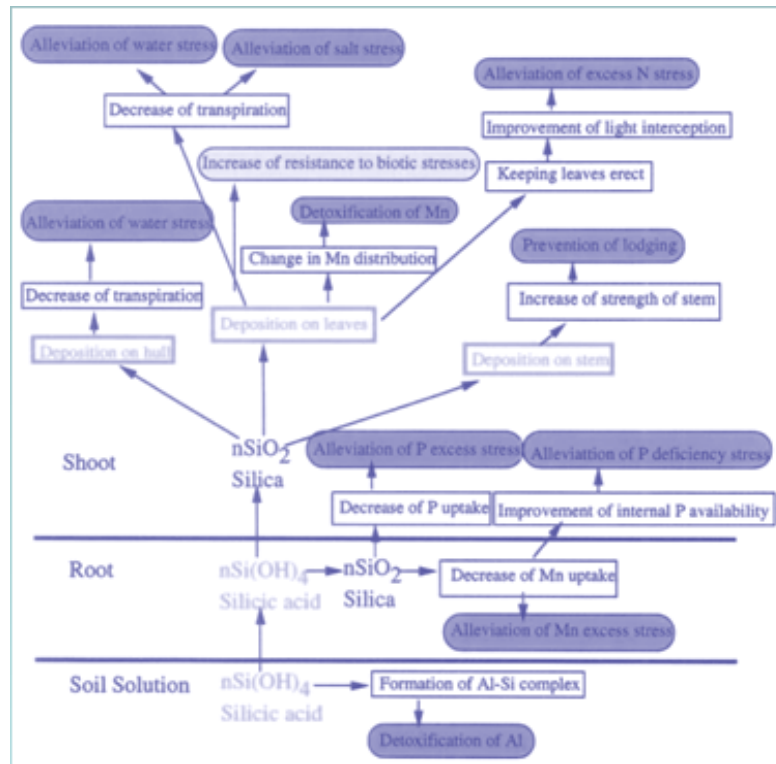 Alleviation of water stress
Alleviation of salt stress
Alleviation of excess N stress
Decrease of transpiration
Improvement of light interception
Increase of resistance to biotic stresses
Keeping leaves erect
Alleviation of water stress
Detoxification of Mn
Prevention of lodging
Change in Mn distribution
Decrease of transpiration
Increase of strength of stem
Deposition on leaves
Deposition on hull
Deposition on stem
nSiO2
Silica
Shoot
Alleviation of P excess stress
Alleviattion of P deficiency stress
Decrease of P uptake
Improvement of internal P availability
Root
nSi(OH)4
Silicic acid
nSiO2
Silica
Decrease of Mn uptake
Alleviation of Mn excess stress
Soil Solution
nSi(OH)4
Silicic acid
Formation of Al-Si complex
Detoxification of Al